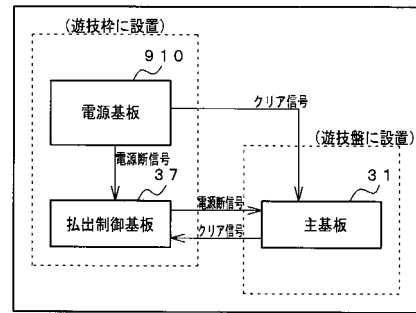 (遊技枠に設置)
910
電源基板
クリア信号
(遊技盤に設置)
電源断信号
37
31
払出制御基板
電源断信号
主基板
クリア信号